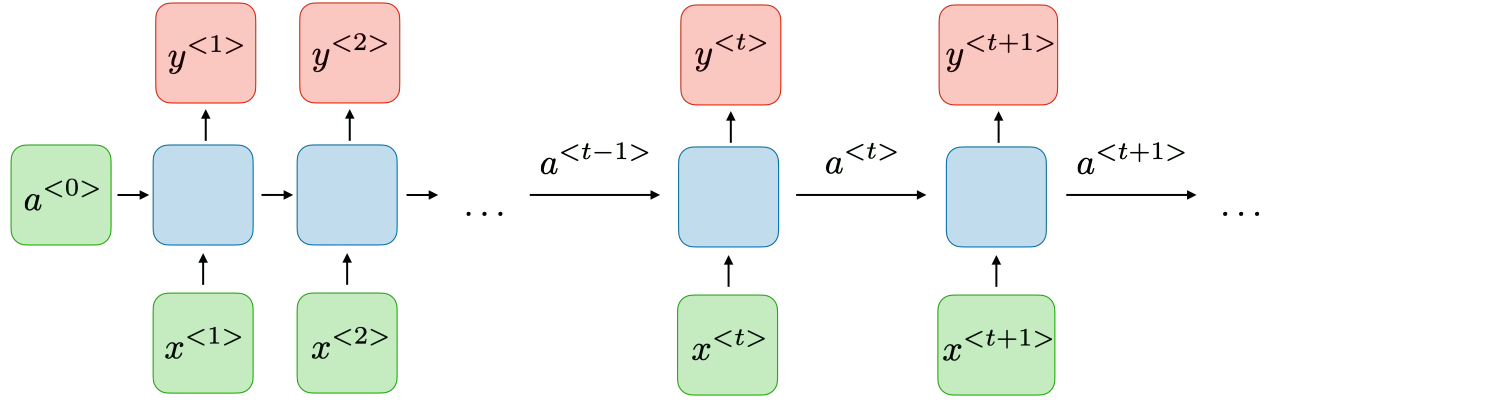 y^{<1>} y^{<2>} y^{<t>} y^{<t+1>}
a^{<0>} ... a^{<t-1>} a^{<t>} a^{<t+1>} ...
x^{<1>} x^{<2>} x^{<t>} x^{<t+1>}